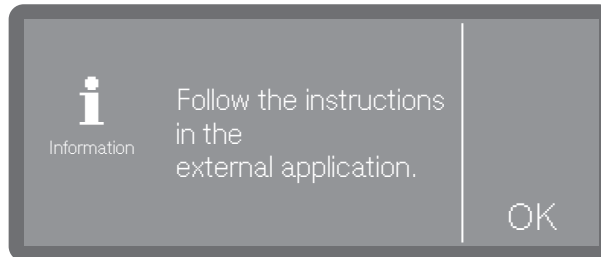 Information
Follow the instructions
in the
external application.
OK